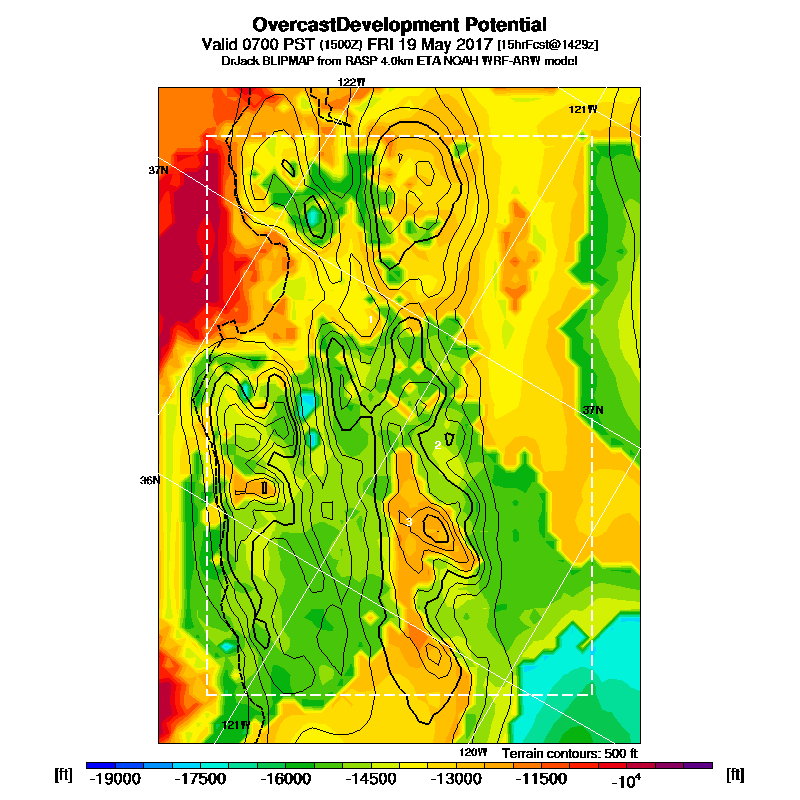 OvercastDevelopment Potential
Valid 0700 PST (1500Z) FRI 19 May 2017 [15hrFcst@1429z]
DrJack BLIPMAP from RASP 4.0km ETA NOAH WRF-ARW model
122W
121W
37N
1
37N
2
36N
3
121W
120W
Terrain contours: 500 ft
[ft] -19000 -17500 -16000 -14500 -13000 -11500 -10⁴ [ft]